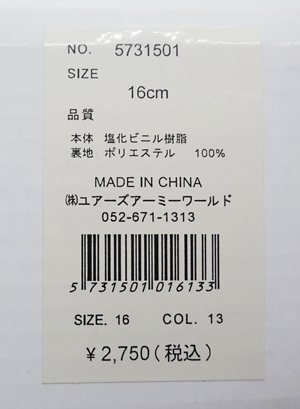 NO. 5731501
SIZE
16cm
品質
本体 塩化ビニル樹脂
裏地 ポリエステル 100%
MADE IN CHINA
㈱ユアーズアーミーワールド
052-671-1313
5 731501 016133
SIZE. 16 COL. 13
¥2,750(税込)